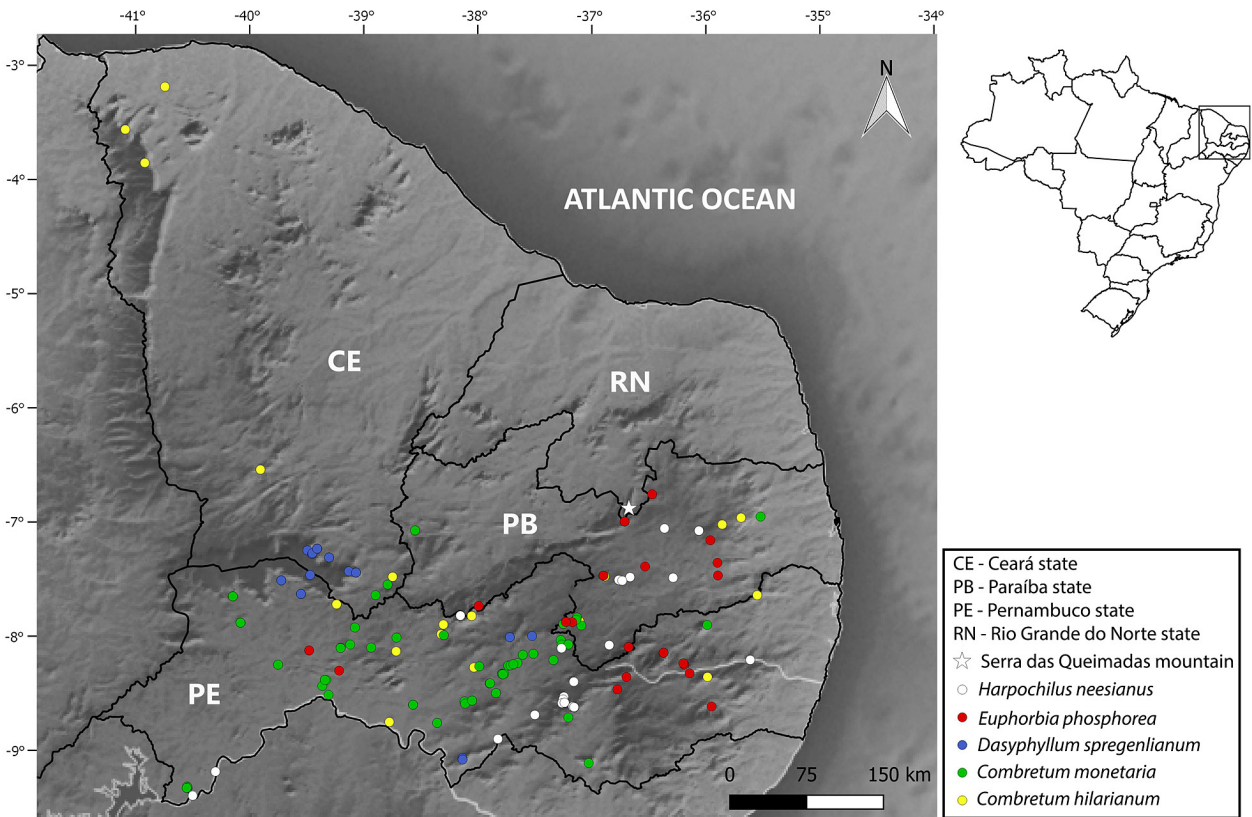 -41° -40° -39° -38° -37° -36° -35° -34°
-3°
-4°
-5°
-6°
-7°
-8°
-9°
N
ATLANTIC OCEAN
CE
RN
PB
PE
0 75 150 km
CE - Ceará state
PB - Paraíba state
PE - Pernambuco state
RN - Rio Grande do Norte state
Serra das Queimadas mountain
Harpochilus neesianus
Euphorbia phosphorea
Dasyphyllum spregenlianum
Combretum monetaria
Combretum hilarianum